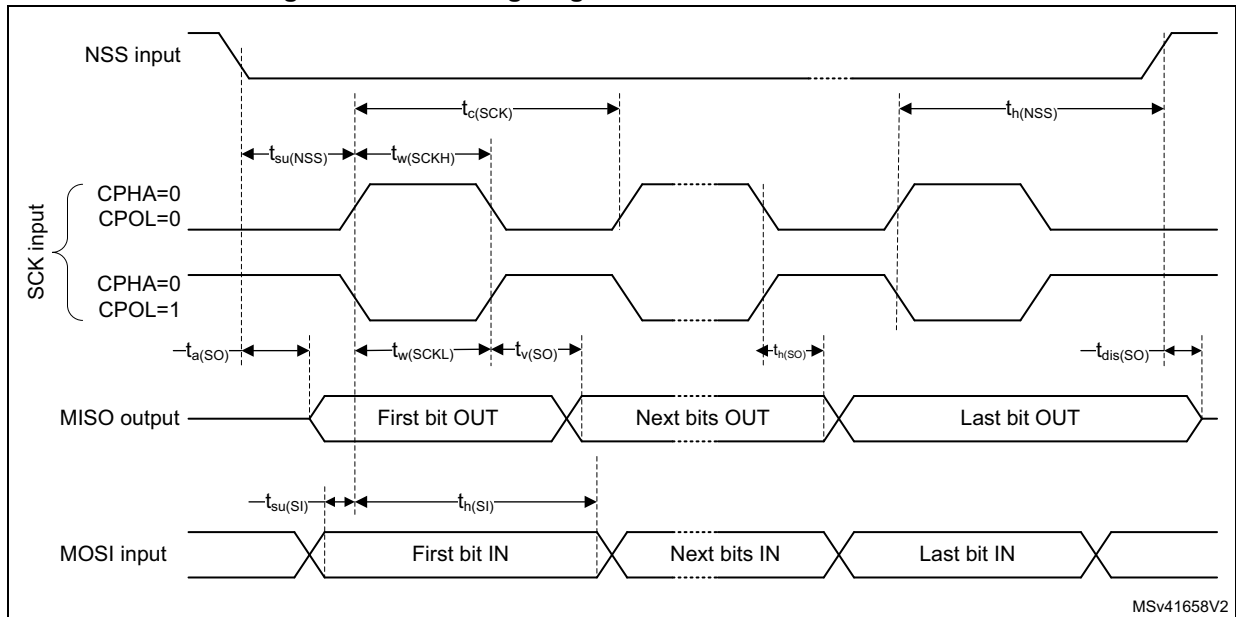 NSS input
tc(SCK)
th(NSS)
tsu(NSS)
tw(SCKH)
SCK input
CPHA=0
CPOL=0
CPHA=0
CPOL=1
ta(SO)
tw(SCKL)
tv(SO)
th(SO)
tdis(SO)
MISO output
First bit OUT
Next bits OUT
Last bit OUT
tsu(SI)
th(SI)
MOSI input
First bit IN
Next bits IN
Last bit IN
MSv41658V2